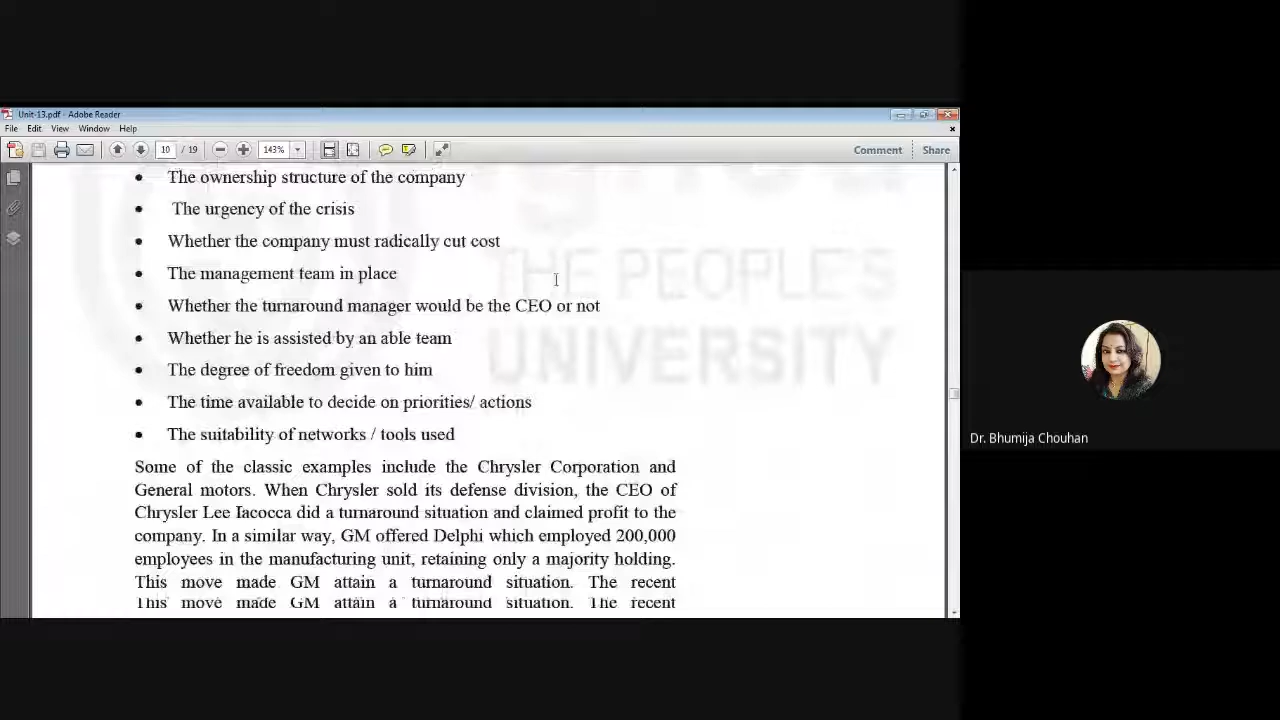 Unit-13.pdf - Adobe Reader
File Edit View Window Help
10 / 19 143% Comment Share
• The ownership structure of the company
• The urgency of the crisis
• Whether the company must radically cut cost
• The management team in place
• Whether the turnaround manager would be the CEO or not
• Whether he is assisted by an able team
• The degree of freedom given to him
• The time available to decide on priorities/ actions
• The suitability of networks / tools used
THE PEOPLE'S
UNIVERSITY
Some of the classic examples include the Chrysler Corporation and
General motors. When Chrysler sold its defense division, the CEO of
Chrysler Lee Iacocca did a turnaround situation and claimed profit to the
company. In a similar way, GM offered Delphi which employed 200,000
employees in the manufacturing unit, retaining only a majority holding.
This move made GM attain a turnaround situation. The recent
This move made GM attain a turnaround situation. The recent
Dr. Bhumija Chouhan